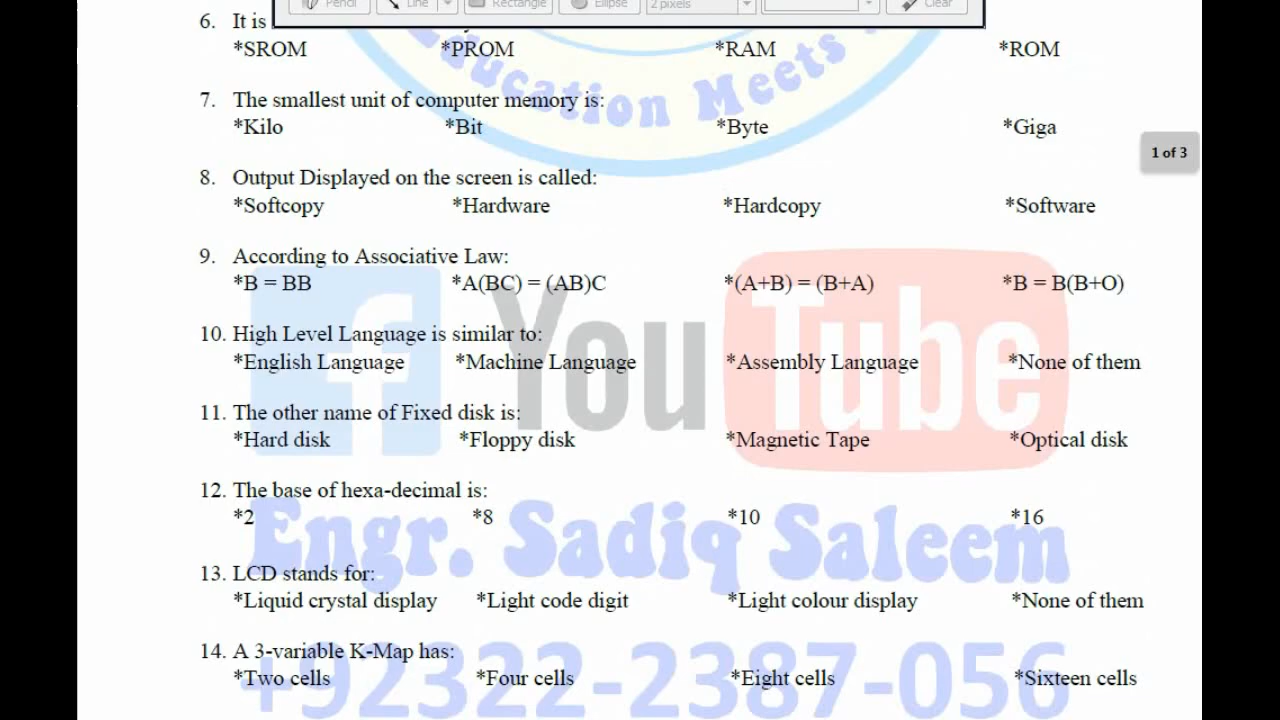 Pencil Line Rectangle Ellipse 2 pixels Clear
6. It is
*SROM *PROM *RAM *ROM
Education Meets
7. The smallest unit of computer memory is:
*Kilo *Bit *Byte *Giga
1 of 3
8. Output Displayed on the screen is called:
*Softcopy *Hardware *Hardcopy *Software
9. According to Associative Law:
*B = BB *A(BC) = (AB)C *(A+B) = (B+A) *B = B(B+O)
10. High Level Language is similar to:
*English Language *Machine Language *Assembly Language *None of them
f YouTube
11. The other name of Fixed disk is:
*Hard disk *Floppy disk *Magnetic Tape *Optical disk
12. The base of hexa-decimal is:
*2 *8 *10 *16
Engr. Sadiq Saleem
13. LCD stands for:
*Liquid crystal display *Light code digit *Light colour display *None of them
14. A 3-variable K-Map has:
*Two cells *Four cells *Eight cells *Sixteen cells
+92322-2387-056